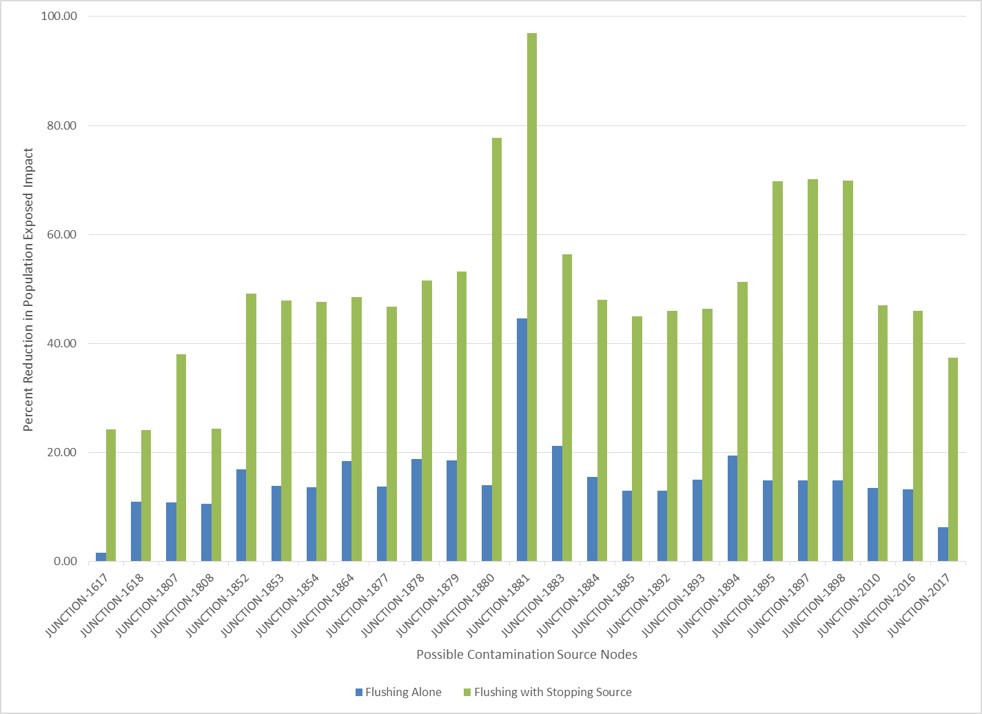 100.00
80.00
60.00
40.00
20.00
0.00
Percent Reduction in Population Exposed Impact
JUNCTION-1617
JUNCTION-1618
JUNCTION-1807
JUNCTION-1808
JUNCTION-1852
JUNCTION-1853
JUNCTION-1854
JUNCTION-1864
JUNCTION-1877
JUNCTION-1878
JUNCTION-1879
JUNCTION-1880
JUNCTION-1881
JUNCTION-1883
JUNCTION-1884
JUNCTION-1885
JUNCTION-1892
JUNCTION-1893
JUNCTION-1894
JUNCTION-1895
JUNCTION-1897
JUNCTION-1898
JUNCTION-2010
JUNCTION-2016
JUNCTION-2017
Possible Contamination Source Nodes
Flushing Alone
Flushing with Stopping Source